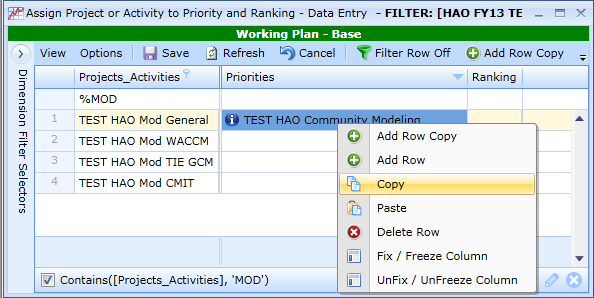 Assign Project or Activity to Priority and Ranking - Data Entry - FILTER: [HAO FY13 TE
Working Plan - Base
View Options Save Refresh Cancel Filter Row Off Add Row Copy
Dimension Filter Selectors
Projects_Activities Priorities Ranking
%MOD
1 TEST HAO Mod General TEST HAO Community Modeling
2 TEST HAO Mod WACCM
3 TEST HAO Mod TIE GCM
4 TEST HAO Mod CMIT
Add Row Copy
Add Row
Copy
Paste
Delete Row
Fix / Freeze Column
UnFix / UnFreeze Column
Contains([Projects_Activities], 'MOD')